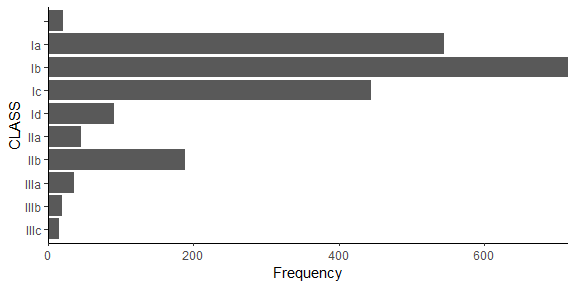 CLASS
Ia
Ib
Ic
Id
IIa
IIb
IIIa
IIIb
IIIc
0 200 400 600
Frequency